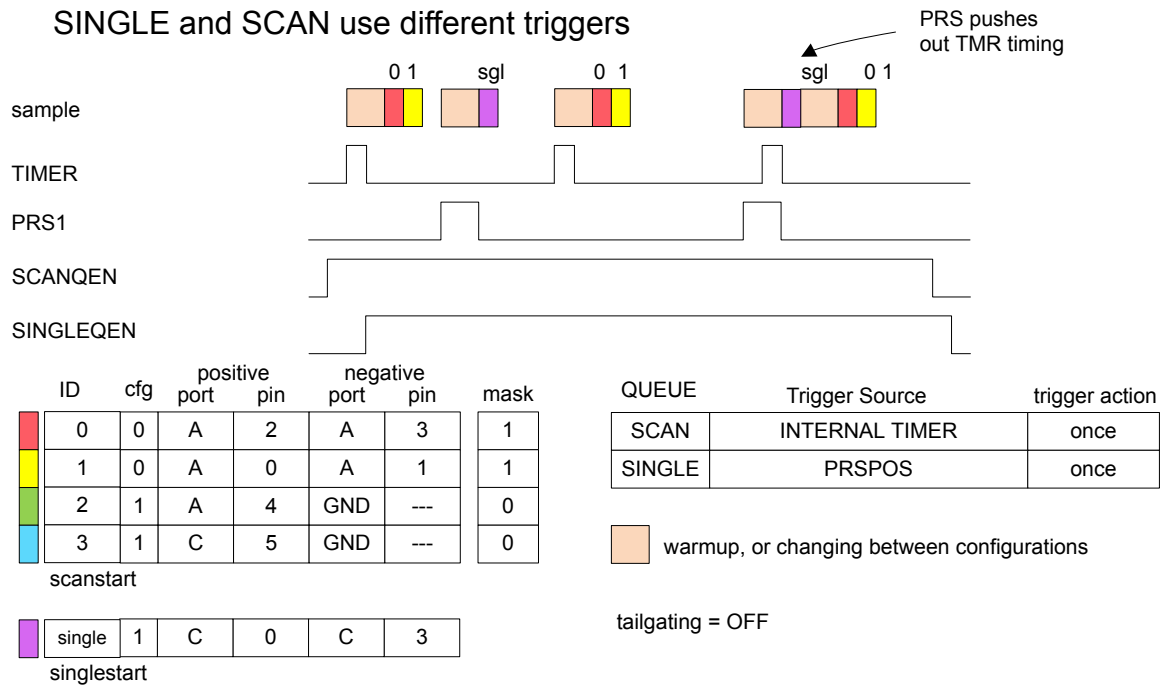 SINGLE and SCAN use different triggers
PRS pushes
out TMR timing
0 1 sgl 0 1 sgl 0 1
sample
TIMER
PRS1
SCANQEN
SINGLEQEN
positive negative
ID cfg port pin port pin mask
0 0 A 2 A 3 1
1 0 A 0 A 1 1
2 1 A 4 GND --- 0
3 1 C 5 GND --- 0
scanstart
single 1 C 0 C 3
singlestart
QUEUE Trigger Source trigger action
SCAN INTERNAL TIMER once
SINGLE PRSPOS once
warmup, or changing between configurations
tailgating = OFF